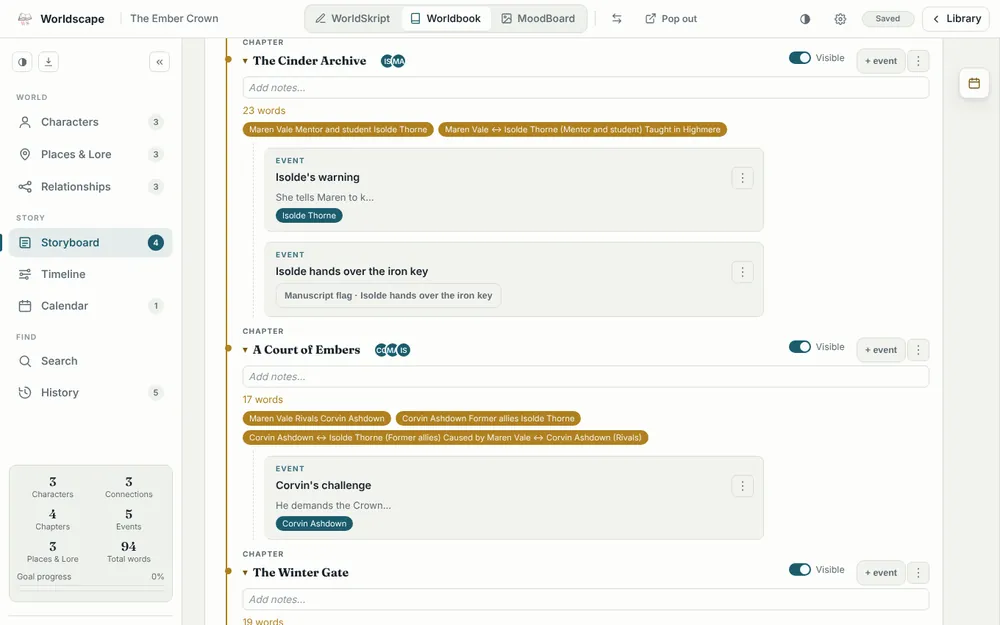 Worldscape
The Ember Crown
WorldSkript
Worldbook
MoodBoard
Pop out
Saved
Library
WORLD
Characters 3
Places & Lore 3
Relationships 3
STORY
Storyboard 4
Timeline
Calendar 1
FIND
Search
History 5
3 3
Characters Connections
4 5
Chapters Events
3 94
Places & Lore Total words
Goal progress 0%
CHAPTER
The Cinder Archive IS MA
Visible
+ event
Add notes...
23 words
Maren Vale Mentor and student Isolde Thorne
Maren Vale ↔ Isolde Thorne (Mentor and student) Taught in Highmere
EVENT
Isolde's warning
She tells Maren to k...
Isolde Thorne
EVENT
Isolde hands over the iron key
Manuscript flag · Isolde hands over the iron key
CHAPTER
A Court of Embers CO MA IS
Visible
+ event
Add notes...
17 words
Maren Vale Rivals Corvin Ashdown
Corvin Ashdown Former allies Isolde Thorne
Corvin Ashdown ↔ Isolde Thorne (Former allies) Caused by Maren Vale ↔ Corvin Ashdown (Rivals)
EVENT
Corvin's challenge
He demands the Crown...
Corvin Ashdown
CHAPTER
The Winter Gate
Visible
+ event
Add notes...
19 words